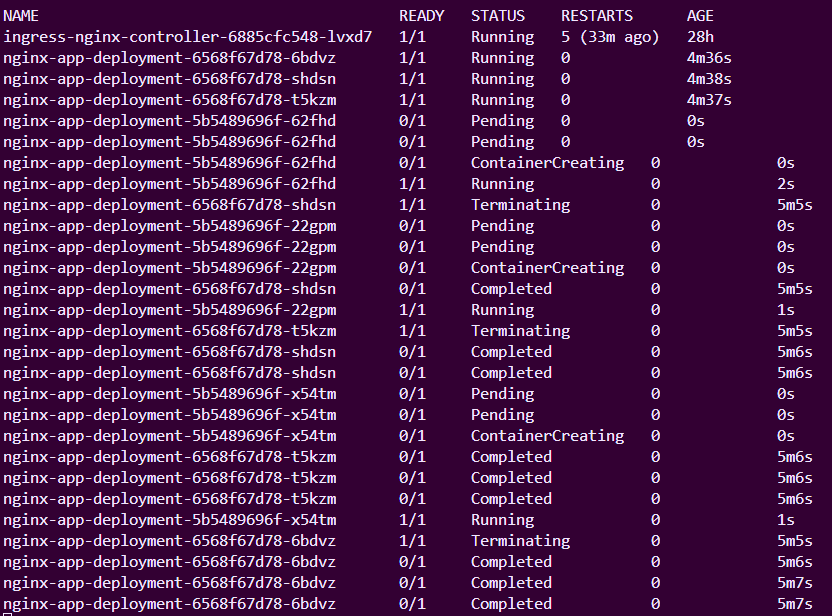 NAME READY STATUS RESTARTS AGE
ingress-nginx-controller-6885cfc548-lvxd7 1/1 Running 5 (33m ago) 28h
nginx-app-deployment-6568f67d78-6bdvz 1/1 Running 0 4m36s
nginx-app-deployment-6568f67d78-shdsn 1/1 Running 0 4m38s
nginx-app-deployment-6568f67d78-t5kzm 1/1 Running 0 4m37s
nginx-app-deployment-5b5489696f-62fhd 0/1 Pending 0 0s
nginx-app-deployment-5b5489696f-62fhd 0/1 Pending 0 0s
nginx-app-deployment-5b5489696f-62fhd 0/1 ContainerCreating 0 0s
nginx-app-deployment-5b5489696f-62fhd 1/1 Running 0 2s
nginx-app-deployment-6568f67d78-shdsn 1/1 Terminating 0 5m5s
nginx-app-deployment-5b5489696f-22gpm 0/1 Pending 0 0s
nginx-app-deployment-5b5489696f-22gpm 0/1 Pending 0 0s
nginx-app-deployment-5b5489696f-22gpm 0/1 ContainerCreating 0 0s
nginx-app-deployment-6568f67d78-shdsn 0/1 Completed 0 5m5s
nginx-app-deployment-5b5489696f-22gpm 1/1 Running 0 1s
nginx-app-deployment-6568f67d78-t5kzm 1/1 Terminating 0 5m5s
nginx-app-deployment-6568f67d78-shdsn 0/1 Completed 0 5m6s
nginx-app-deployment-6568f67d78-shdsn 0/1 Completed 0 5m6s
nginx-app-deployment-5b5489696f-x54tm 0/1 Pending 0 0s
nginx-app-deployment-5b5489696f-x54tm 0/1 Pending 0 0s
nginx-app-deployment-5b5489696f-x54tm 0/1 ContainerCreating 0 0s
nginx-app-deployment-6568f67d78-t5kzm 0/1 Completed 0 5m6s
nginx-app-deployment-6568f67d78-t5kzm 0/1 Completed 0 5m6s
nginx-app-deployment-6568f67d78-t5kzm 0/1 Completed 0 5m6s
nginx-app-deployment-5b5489696f-x54tm 1/1 Running 0 1s
nginx-app-deployment-6568f67d78-6bdvz 1/1 Terminating 0 5m5s
nginx-app-deployment-6568f67d78-6bdvz 0/1 Completed 0 5m6s
nginx-app-deployment-6568f67d78-6bdvz 0/1 Completed 0 5m7s
nginx-app-deployment-6568f67d78-6bdvz 0/1 Completed 0 5m7s